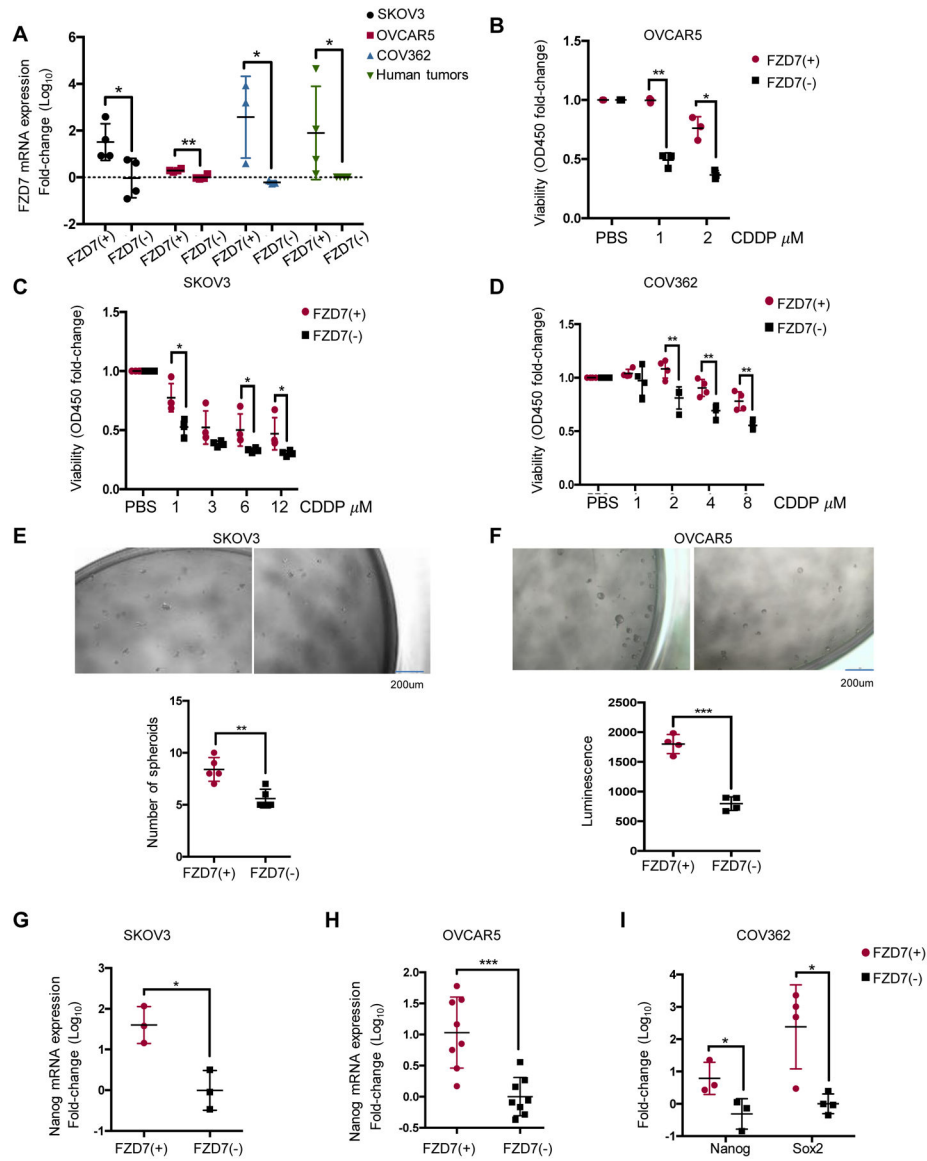 A
SKOV3
OVCAR5
COV362
Human tumors
FZD7 mRNA expression
Fold-change (Log10)
6
4
2
0
-2
* ** * *
FZD7(+) FZD7(-) FZD7(+) FZD7(-) FZD7(+) FZD7(-) FZD7(+) FZD7(-)
B
OVCAR5
FZD7(+)
FZD7(-)
Viability (OD450 fold-change)
1.5
1.0
0.5
0.0
** *
PBS 1 2 CDDP μM
C
SKOV3
FZD7(+)
FZD7(-)
Viability (OD450 fold-change)
1.5
1.0
0.5
0.0
* * *
PBS 1 3 6 12 CDDP μM
D
COV362
FZD7(+)
FZD7(-)
Viability (OD450 fold-change)
1.5
1.0
0.5
0.0
** ** **
PBS 1 2 4 8 CDDP μM
E
SKOV3
200um
Number of spheroids
15
10
5
0
**
FZD7(+) FZD7(-)
F
OVCAR5
200um
Luminescence
2500
2000
1500
1000
500
0
***
FZD7(+) FZD7(-)
G
SKOV3
Nanog mRNA expression
Fold-change (Log10)
3
2
1
0
-1
*
FZD7(+) FZD7(-)
H
OVCAR5
Nanog mRNA expression
Fold-change (Log10)
2.0
1.5
1.0
0.5
0.0
-0.5
***
FZD7(+) FZD7(-)
I
COV362
FZD7(+)
FZD7(-)
Fold-change (Log10)
4
3
2
1
0
-1
* *
Nanog Sox2